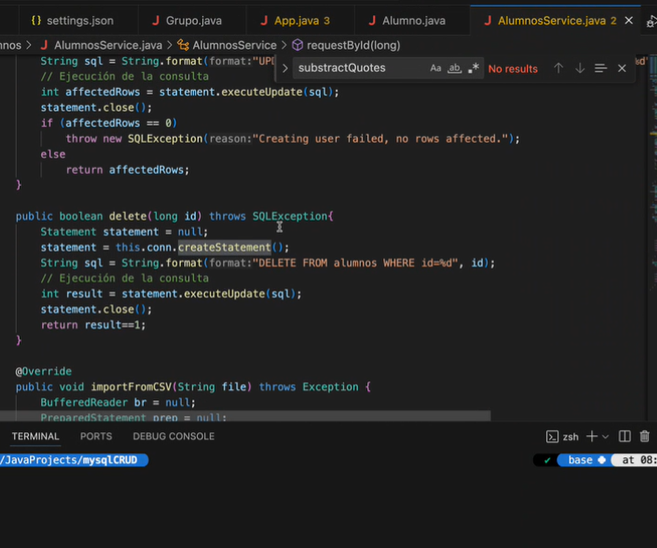 {} settings.json J Grupo.java J App.java 3 J Alumno.java J AlumnosService.java 2 ✕
nos > J AlumnosService.java > AlumnosService > requestById(long)
> substractQuotes Aa ab .* No results ↑ ↓ ✕
String sql = String.format(format:"UPD
// Ejecución de la consulta
int affectedRows = statement.executeUpdate(sql);
statement.close();
if (affectedRows == 0)
throw new SQLException(reason:"Creating user failed, no rows affected.");
else
return affectedRows;
}
public boolean delete(long id) throws SQLException{
Statement statement = null;
statement = this.conn.createStatement();
String sql = String.format(format:"DELETE FROM alumnos WHERE id=%d", id);
// Ejecución de la consulta
int result = statement.executeUpdate(sql);
statement.close();
return result==1;
}
@Override
public void importFromCSV(String file) throws Exception {
BufferedReader br = null;
PreparedStatement prep = null;
TERMINAL PORTS DEBUG CONSOLE zsh
/JavaProjects/mysqlCRUD ✔ base at 08: